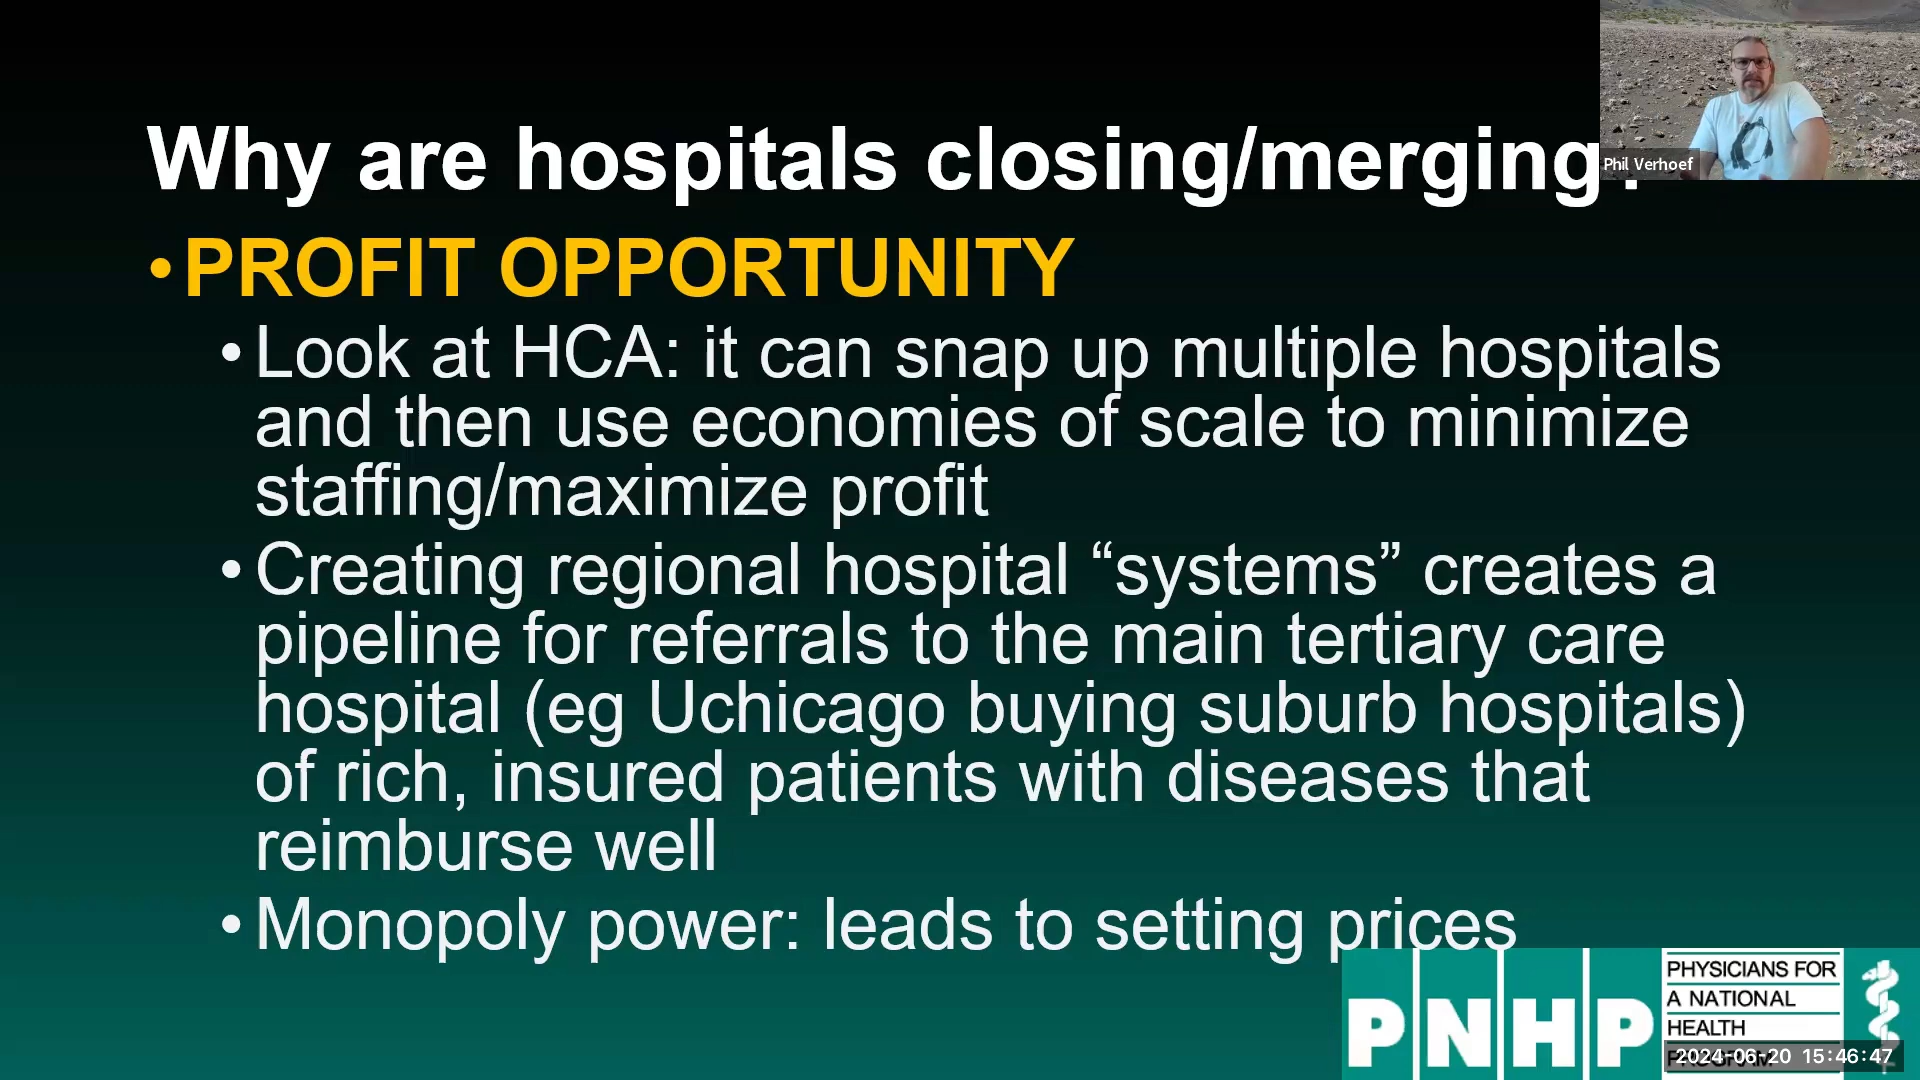 Why are hospitals closing/merging?
Phil Verhoef
•PROFIT OPPORTUNITY
•Look at HCA: it can snap up multiple hospitals
and then use economies of scale to minimize
staffing/maximize profit
•Creating regional hospital “systems” creates a
pipeline for referrals to the main tertiary care
hospital (eg Uchicago buying suburb hospitals)
of rich, insured patients with diseases that
reimburse well
•Monopoly power: leads to setting prices
PNHP
PHYSICIANS FOR
A NATIONAL
HEALTH
PROGRAM
2024-06-20 15:46:47